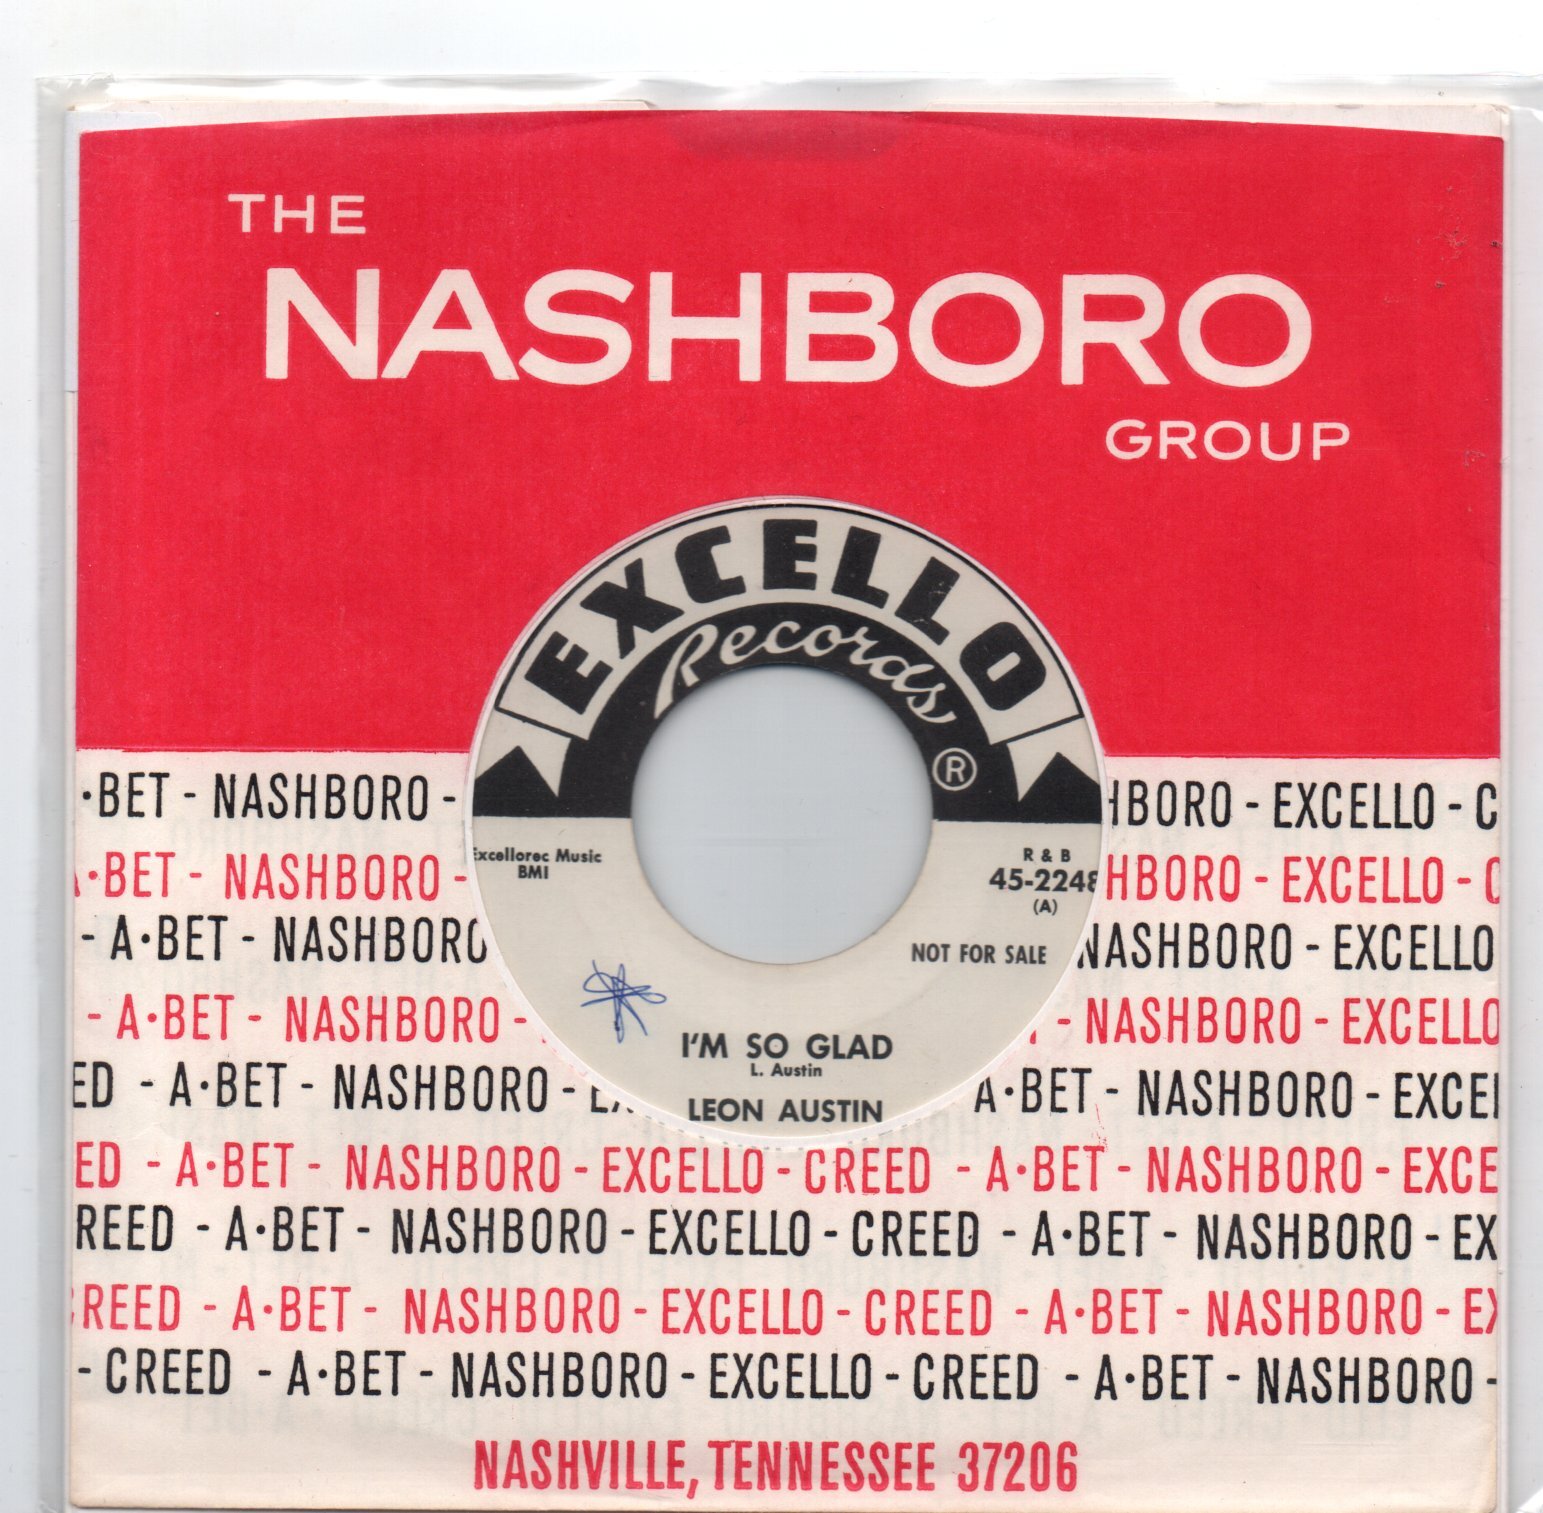 THE
NASHBORO
GROUP
EXCELLO
Records
®
Excellorec Music
BMI
R & B
45-2248
(A)
NOT FOR SALE
I'M SO GLAD
L. Austin
LEON AUSTIN
·BET - NASHBORO - HBORO - EXCELLO - C
A·BET - NASHBORO - HBORO - EXCELLO - C
- A·BET - NASHBORO NASHBORO - EXCELLO
- A·BET - NASHBORO - - NASHBORO - EXCELLO
ED - A·BET - NASHBORO - A·BET - NASHBORO - EXCEL
ED - A·BET - NASHBORO - EXCELLO - CREED - A·BET - NASHBORO - EXCE
REED - A·BET - NASHBORO - EXCELLO - CREED - A·BET - NASHBORO - EX
CREED - A·BET - NASHBORO - EXCELLO - CREED - A·BET - NASHBORO - EX
- CREED - A·BET - NASHBORO - EXCELLO - CREED - A·BET - NASHBORO -
NASHVILLE, TENNESSEE 37206